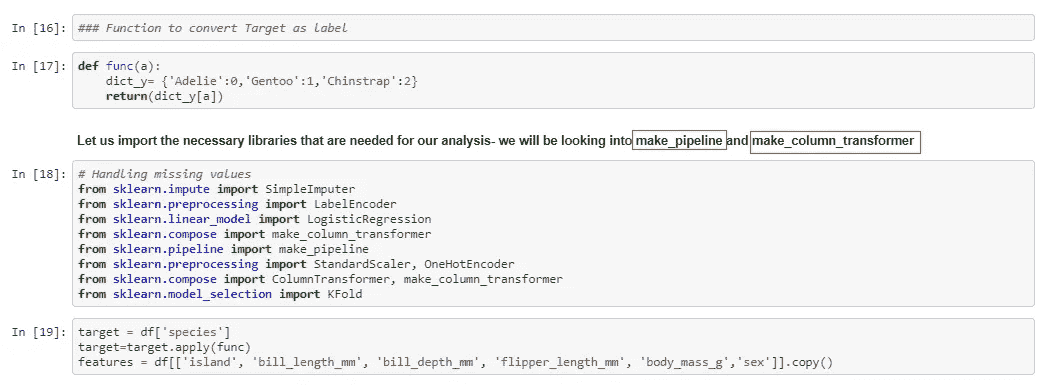 In [16]: ### Function to convert Target as label
In [17]: def func(a):
    dict_y= {'Adelie':0,'Gentoo':1,'Chinstrap':2}
    return(dict_y[a])
Let us import the necessary libraries that are needed for our analysis- we will be looking into make_pipeline and make_column_transformer
In [18]: # Handling missing values
from sklearn.impute import SimpleImputer
from sklearn.preprocessing import LabelEncoder
from sklearn.linear_model import LogisticRegression
from sklearn.compose import make_column_transformer
from sklearn.pipeline import make_pipeline
from sklearn.preprocessing import StandardScaler, OneHotEncoder
from sklearn.compose import ColumnTransformer, make_column_transformer
from sklearn.model_selection import KFold
In [19]: target = df['species']
target=target.apply(func)
features = df[['island', 'bill_length_mm', 'bill_depth_mm', 'flipper_length_mm', 'body_mass_g','sex']].copy()